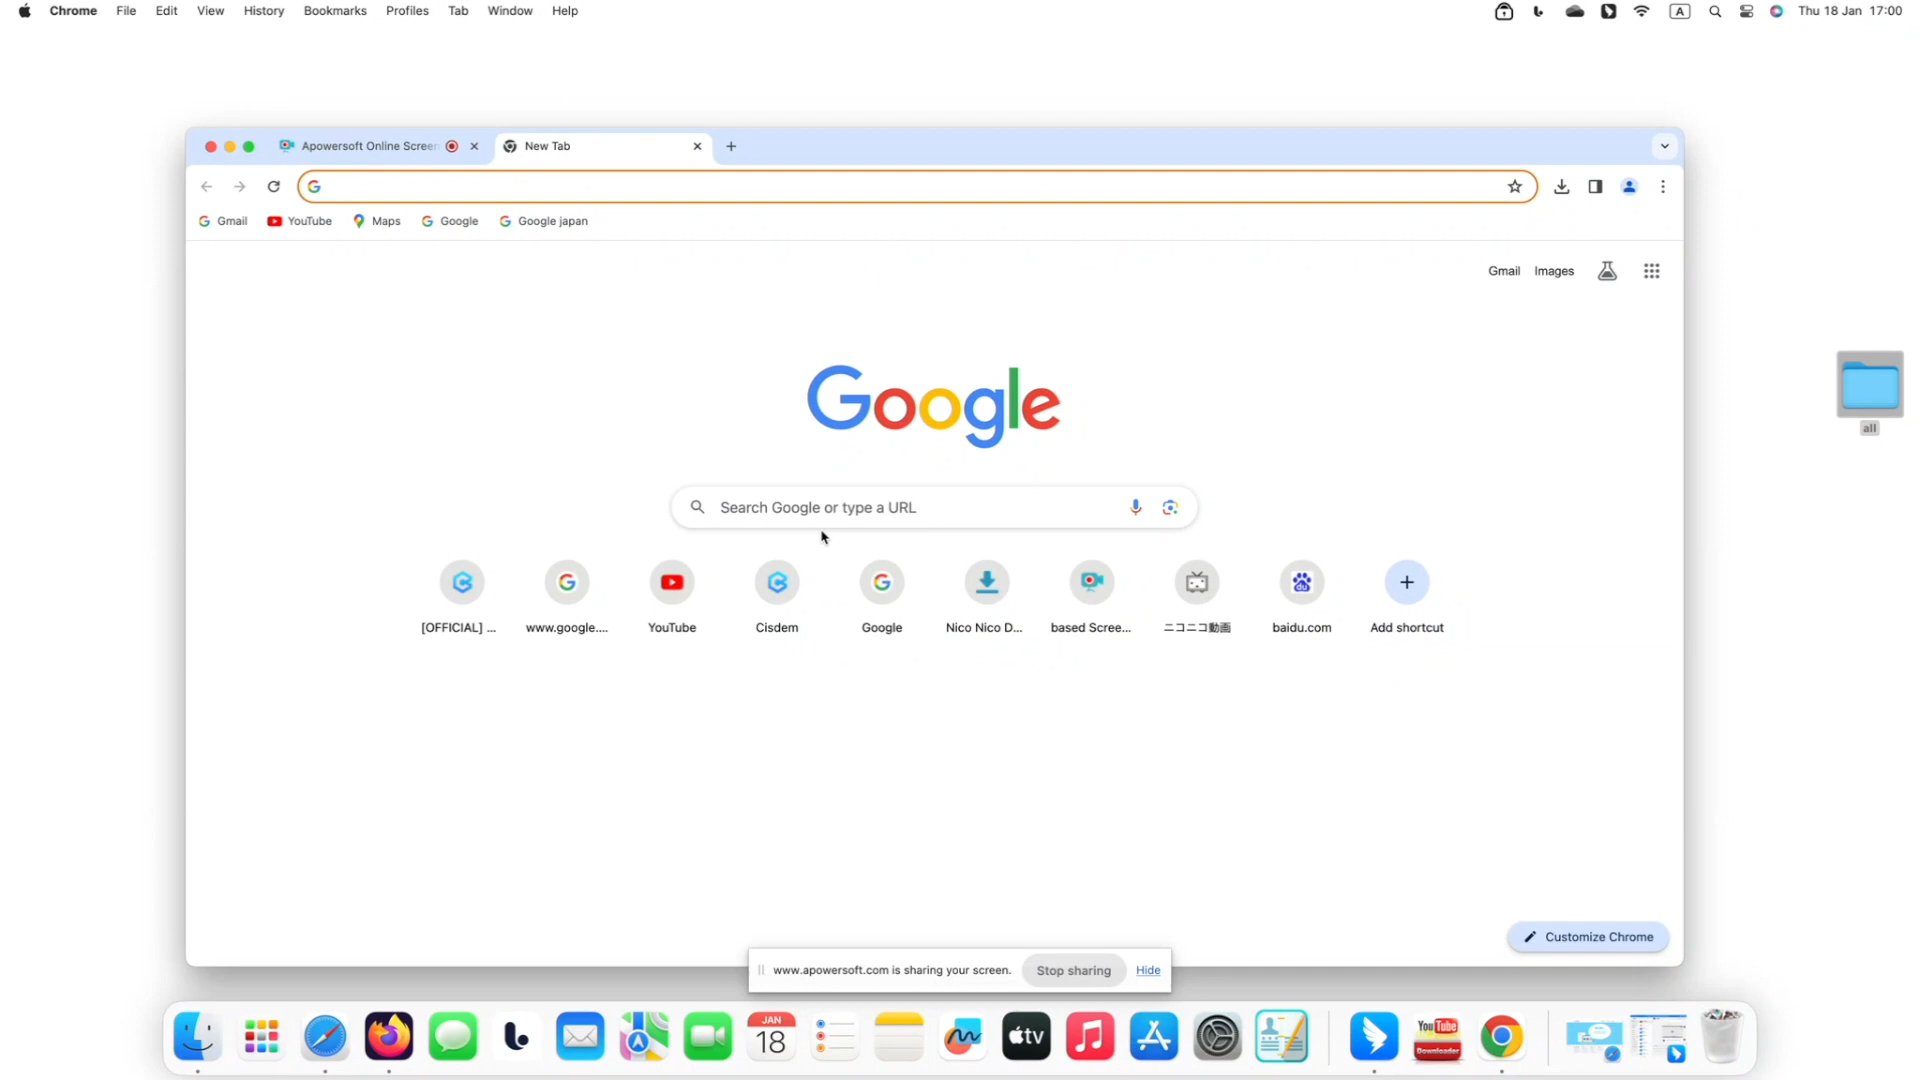 Chrome File Edit View History Bookmarks Profiles Tab Window Help A Thu 18 Jan 17:00
Apowersoft Online Screen New Tab
Gmail YouTube Maps Google Google japan
Gmail Images
Google
all
Search Google or type a URL
[OFFICIAL] ... www.google.... YouTube Cisdem Google Nico Nico D... based Scree... ニコニコ動画 baidu.com Add shortcut
Customize Chrome
www.apowersoft.com is sharing your screen. Stop sharing Hide
JAN
18
tv
You Tube
Downloader